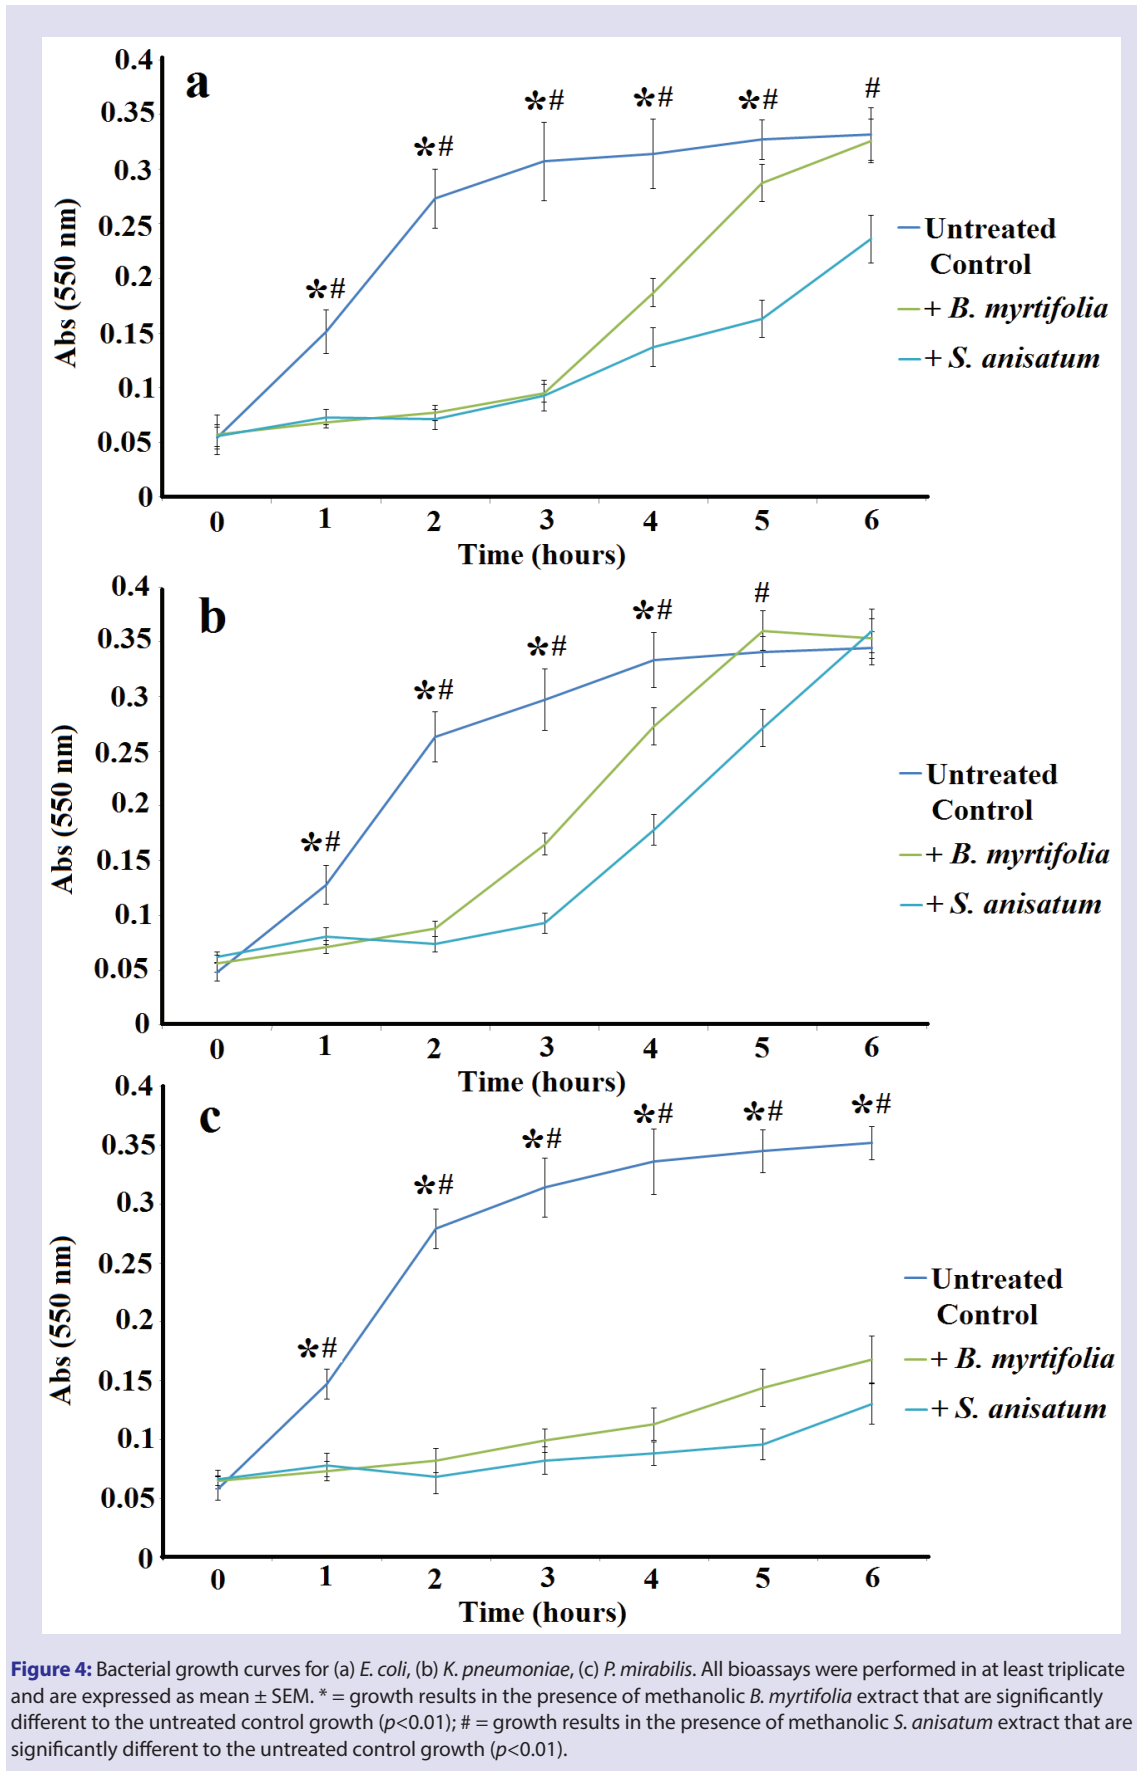 a
0.4
0.35
0.3
0.25
0.2
0.15
0.1
0.05
0
Abs (550 nm)
*#
*#
*#
*#
*#
#
0 1 2 3 4 5 6
Time (hours)
Untreated
Control
+ B. myrtifolia
+ S. anisatum
b
0.4
0.35
0.3
0.25
0.2
0.15
0.1
0.05
0
Abs (550 nm)
*#
*#
*#
*#
#
0 1 2 3 4 5 6
Time (hours)
Untreated
Control
+ B. myrtifolia
+ S. anisatum
c
0.4
0.35
0.3
0.25
0.2
0.15
0.1
0.05
0
Abs (550 nm)
*#
*#
*#
*#
*#
*#
0 1 2 3 4 5 6
Time (hours)
Untreated
Control
+ B. myrtifolia
+ S. anisatum
Figure 4: Bacterial growth curves for (a) E. coli, (b) K. pneumoniae, (c) P. mirabilis. All bioassays were performed in at least triplicate
and are expressed as mean ± SEM. * = growth results in the presence of methanolic B. myrtifolia extract that are significantly
different to the untreated control growth (p<0.01); # = growth results in the presence of methanolic S. anisatum extract that are
significantly different to the untreated control growth (p<0.01).